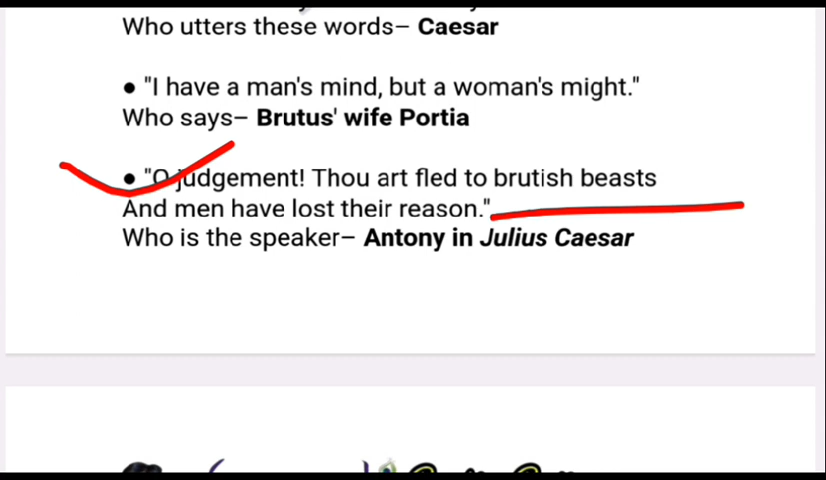 Who utters these words– Caesar
● "I have a man's mind, but a woman's might."
Who says– Brutus' wife Portia
● "O judgement! Thou art fled to brutish beasts
And men have lost their reason."
Who is the speaker– Antony in Julius Caesar